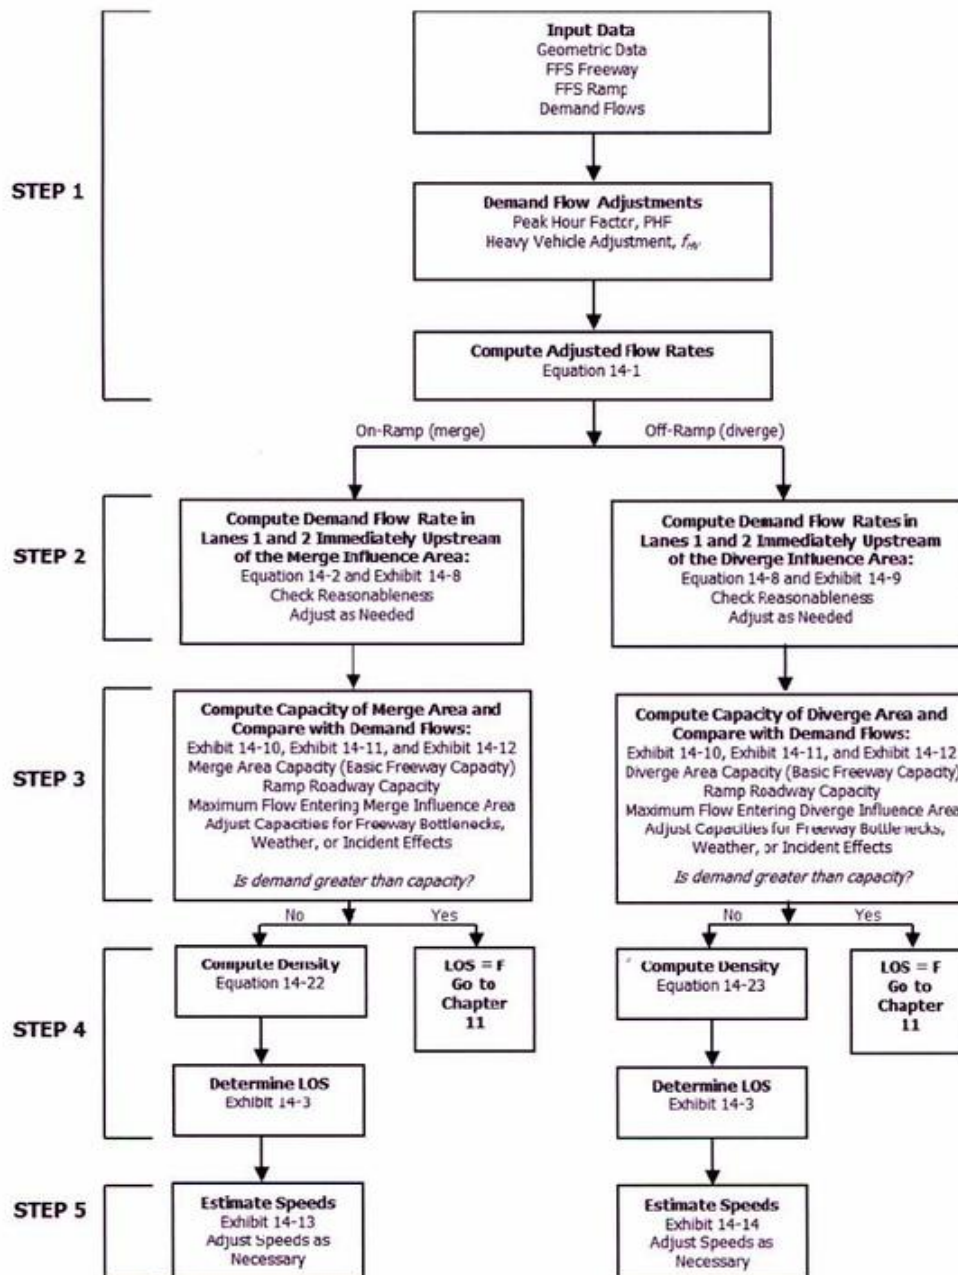 STEP 1
Input Data
Geometric Data
FFS Freeway
FFS Ramp
Demand Flows
Demand Flow Adjustments
Peak Hour Factor, PHF
Heavy Vehicle Adjustment, fHV
Compute Adjusted Flow Rates
Equation 14-1
On-Ramp (merge)
Off-Ramp (diverge)
STEP 2
Compute Demand Flow Rate in
Lanes 1 and 2 Immediately Upstream
of the Merge Influence Area:
Equation 14-2 and Exhibit 14-8
Check Reasonableness
Adjust as Needed
Compute Demand Flow Rates in
Lanes 1 and 2 Immediately Upstream
of the Diverge Influence Area:
Equation 14-8 and Exhibit 14-9
Check Reasonableness
Adjust as Needed
STEP 3
Compute Capacity of Merge Area and
Compare with Demand Flows:
Exhibit 14-10, Exhibit 14-11, and Exhibit 14-12
Merge Area Capacity (Basic Freeway Capacity)
Ramp Roadway Capacity
Maximum Flow Entering Merge Influence Area
Adjust Capacities for Freeway Bottlenecks,
Weather, or Incident Effects
Is demand greater than capacity?
Compute Capacity of Diverge Area and
Compare with Demand Flows:
Exhibit 14-10, Exhibit 14-11, and Exhibit 14-12
Diverge Area Capacity (Basic Freeway Capacity)
Ramp Roadway Capacity
Maximum Flow Entering Diverge Influence Area
Adjust Capacities for Freeway Bottlenecks,
Weather, or Incident Effects
Is demand greater than capacity?
No
Yes
No
Yes
STEP 4
Compute Density
Equation 14-22
LOS = F
Go to
Chapter
11
Compute Density
Equation 14-23
LOS = F
Go to
Chapter
11
Determine LOS
Exhibit 14-3
Determine LOS
Exhibit 14-3
STEP 5
Estimate Speeds
Exhibit 14-13
Adjust Speeds as
Necessary
Estimate Speeds
Exhibit 14-14
Adjust Speeds as
Necessary